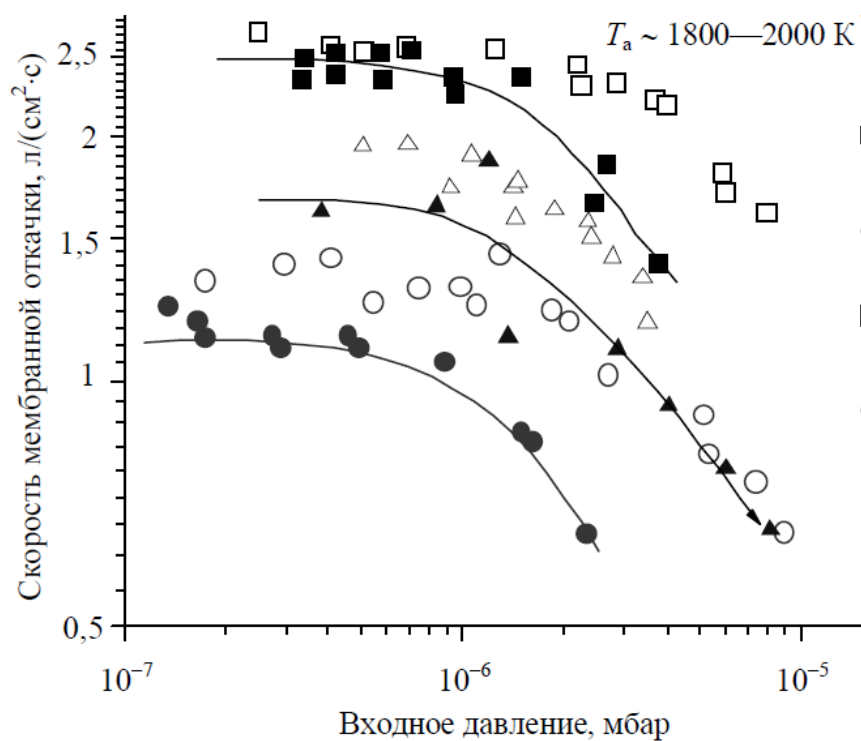 T_a ~ 1800—2000 К
Скорость мембранной откачки, л/(см²·с)
2,5
2
1,5
1
0,5
10⁻⁷
10⁻⁶
10⁻⁵
Входное давление, мбар